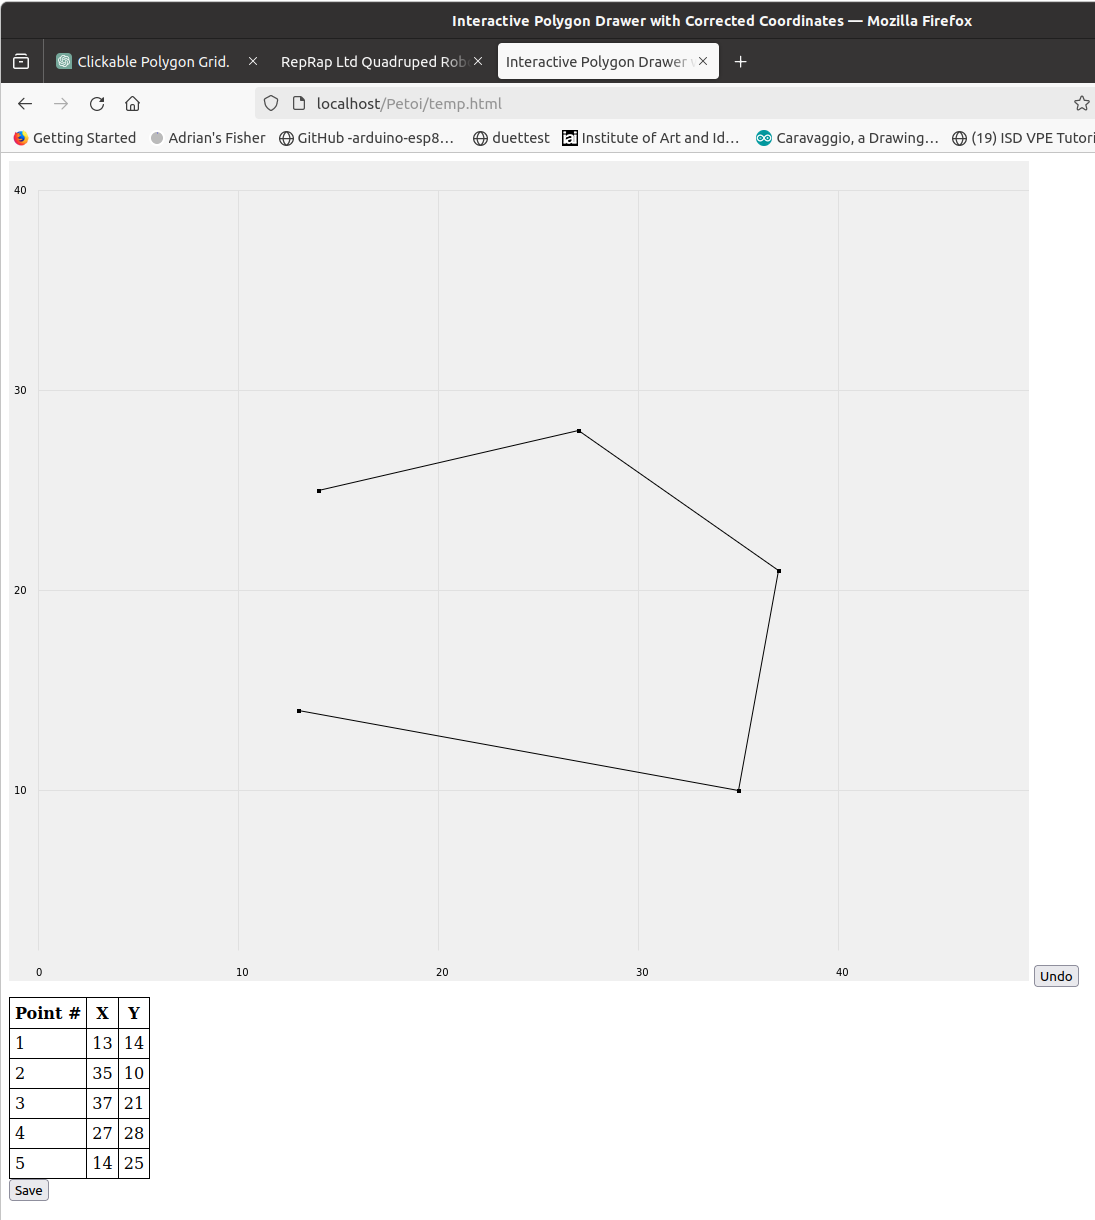 Interactive Polygon Drawer with Corrected Coordinates — Mozilla Firefox
Clickable Polygon Grid. RepRap Ltd Quadruped Rob Interactive Polygon Drawer
localhost/Petoi/temp.html
Getting Started Adrian's Fisher GitHub -arduino-esp8… duettest Institute of Art and Id… Caravaggio, a Drawing… (19) ISD VPE Tutori
40
30
20
10
0 10 20 30 40
Undo
Point # X Y
1 13 14
2 35 10
3 37 21
4 27 28
5 14 25
Save